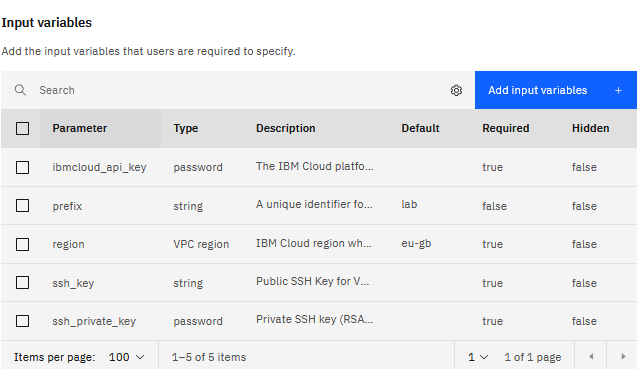 Input variables
Add the input variables that users are required to specify.
Search
Add input variables +
Parameter Type Description Default Required Hidden
ibmcloud_api_key password The IBM Cloud platfo... true false
prefix string A unique identifier fo... lab false false
region VPC region IBM Cloud region wh... eu-gb true false
ssh_key string Public SSH Key for V... true false
ssh_private_key password Private SSH key (RSA... true false
Items per page: 100 1–5 of 5 items 1 1 of 1 page